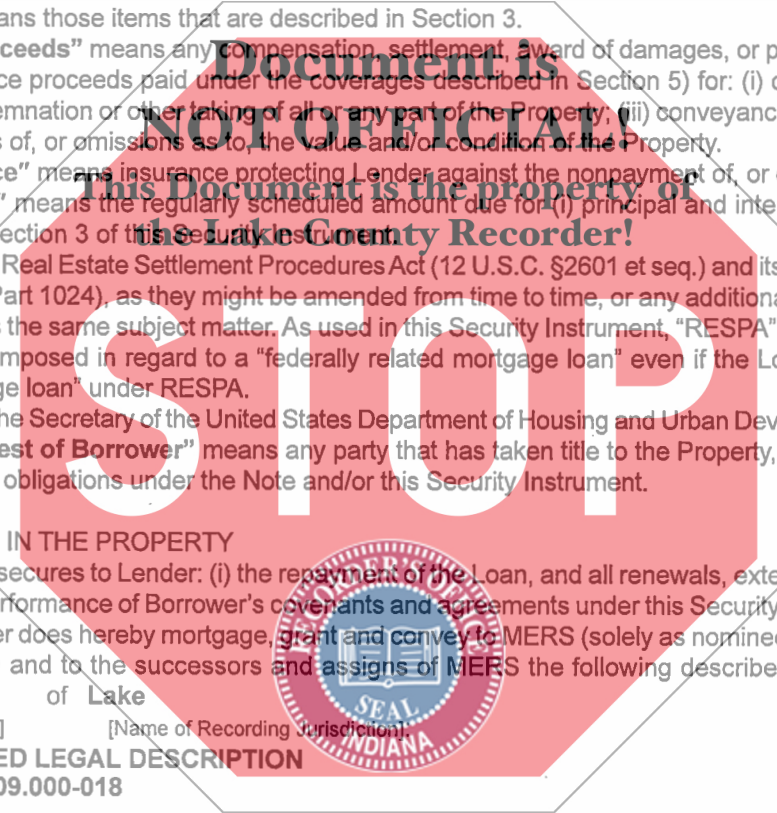 ans those items that are described in Section 3.
ceeds” means any compensation, settlement, award of damages, or p
Document is
ce proceeds paid under the coverages described in Section 5) for: (i) d
emnation or other taking of all or any part of the Property; (iii) conveyanc
NOT OFFICIAL!
s of, or omissions as to, the value and/or condition of the Property.
ce” means insurance protecting Lender against the nonpayment of, or
This Document is the property of
” means the regularly scheduled amount due for (i) principal and inte
the Lake County Recorder!
ection 3 of this Security Instrument.
Real Estate Settlement Procedures Act (12 U.S.C. §2601 et seq.) and its
Part 1024), as they might be amended from time to time, or any additiona
s the same subject matter. As used in this Security Instrument, “RESPA”
STOP
mposed in regard to a “federally related mortgage loan” even if the Lo
ge loan” under RESPA.
he Secretary of the United States Department of Housing and Urban Dev
est of Borrower” means any party that has taken title to the Property,
obligations under the Note and/or this Security Instrument.
IN THE PROPERTY
secures to Lender: (i) the repayment of the Loan, and all renewals, exte
erformance of Borrower’s covenants and agreements under this Security
er does hereby mortgage, grant and convey to MERS (solely as nominee
and to the successors and assigns of MERS the following describe
RECORDER'S OFFICE
SEAL
INDIANA
of Lake
] [Name of Recording Jurisdiction]:
ED LEGAL DESCRIPTION
09.000-018